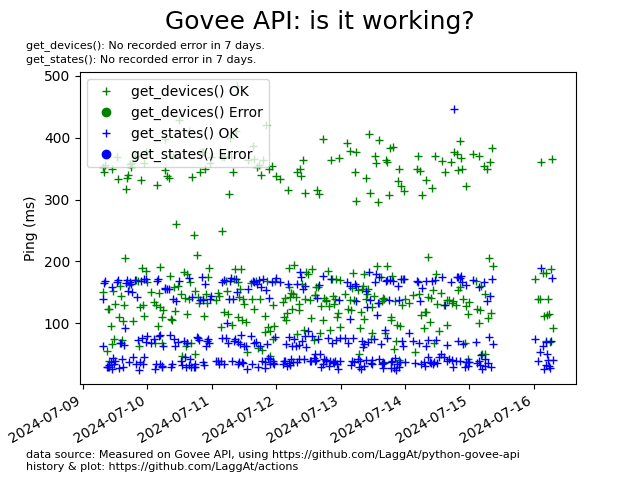 Govee API: is it working?
get_devices(): No recorded error in 7 days.
get_states(): No recorded error in 7 days.
500
400
300
200
100
Ping (ms)
get_devices() OK
get_devices() Error
get_states() OK
get_states() Error
2024-07-09
2024-07-10
2024-07-11
2024-07-12
2024-07-13
2024-07-14
2024-07-15
2024-07-16
data source: Measured on Govee API, using https://github.com/LaggAt/python-govee-api
history & plot: https://github.com/LaggAt/actions